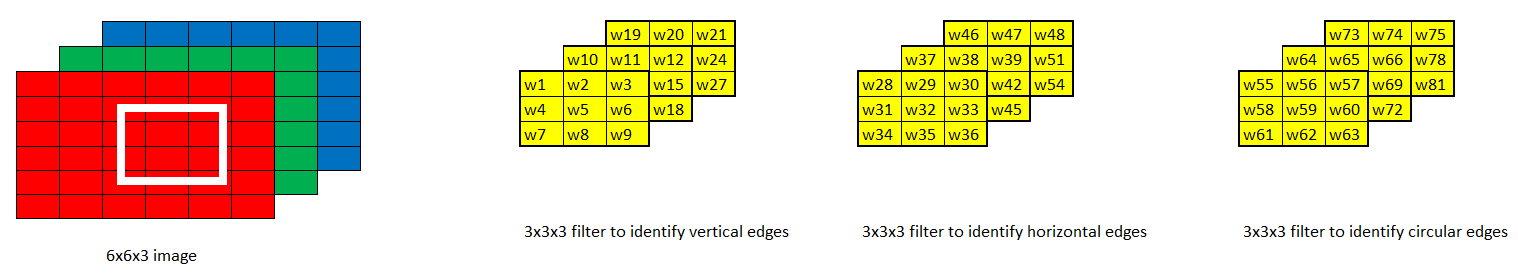 w19 w20 w21 w46 w47 w48 w73 w74 w75
w10 w11 w12 w24 w37 w38 w39 w51 w64 w65 w66 w78
w1 w2 w3 w15 w27 w28 w29 w30 w42 w54 w55 w56 w57 w69 w81
w4 w5 w6 w18 w31 w32 w33 w45 w58 w59 w60 w72
w7 w8 w9 w34 w35 w36 w61 w62 w63
3x3x3 filter to identify vertical edges 3x3x3 filter to identify horizontal edges 3x3x3 filter to identify circular edges
6x6x3 image